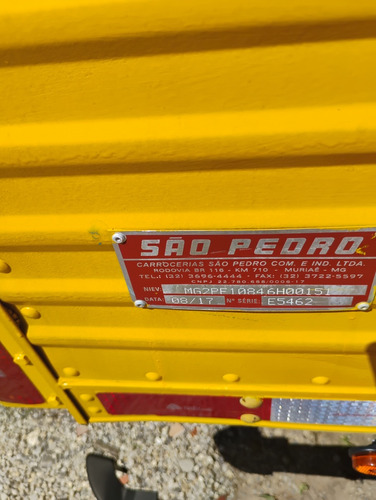 SÃO PEDRO
CARROCERIAS SÃO PEDRO COM. E IND. LTDA.
RODOVIA BR 116 - KM 710 - MURIAÉ - MG
TEL.: (32) 3696-4444 - FAX: (32) 3722-5597
CNPJ
NIEV: MG2PF10846H00151
DATA: 08/17 Nº SÉRIE: E5462